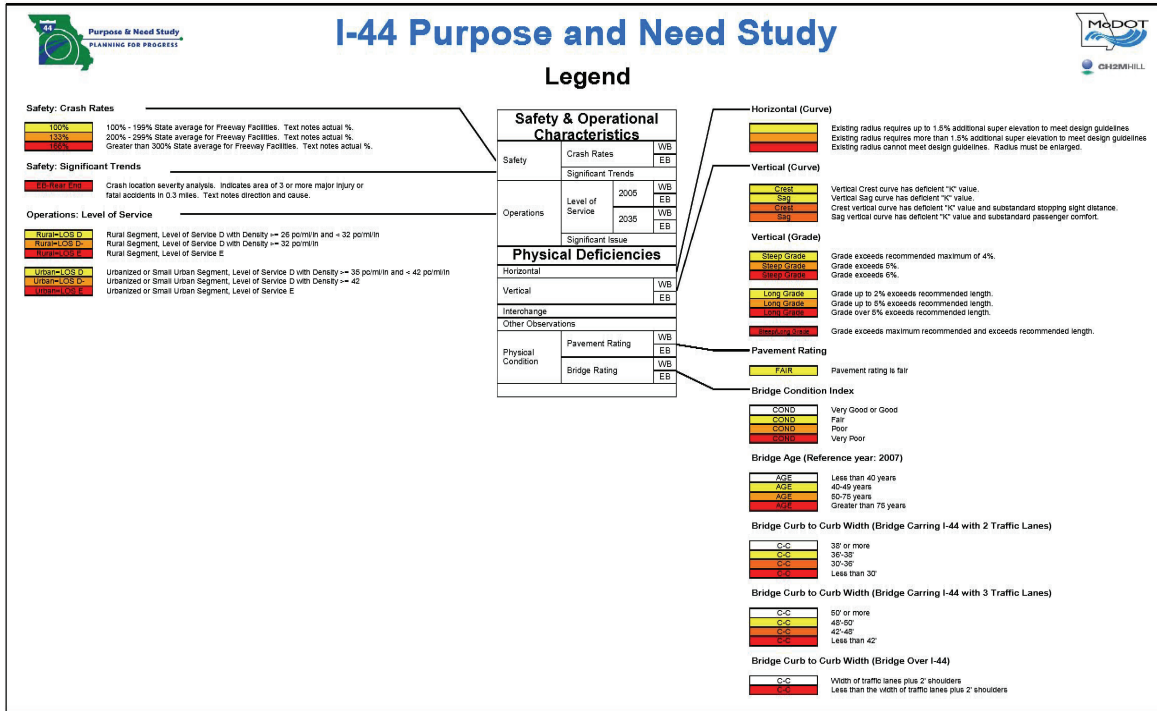 44
Purpose & Need Study
PLANNING FOR PROGRESS
I-44 Purpose and Need Study
MoDOT
CH2MHILL
Legend
Safety: Crash Rates
100% 100% - 199% State average for Freeway Facilities. Text notes actual %.
133% 200% - 299% State average for Freeway Facilities. Text notes actual %.
166% Greater than 300% State average for Freeway Facilities. Text notes actual %.
Safety: Significant Trends
EB-Rear End Crash location severity analysis. Indicates area of 3 or more major injury or
fatal accidents in 0.3 miles. Text notes direction and cause.
Operations: Level of Service
Rural=LOS D Rural Segment, Level of Service D with Density >= 26 pc/mi/ln and < 32 pc/mi/ln
Rural=LOS D- Rural Segment, Level of Service D with Density >= 32 pc/mi/ln
Rural=LOS E Rural Segment, Level of Service E
Urban=LOS D Urbanized or Small Urban Segment, Level of Service D with Density >= 35 pc/mi/ln and < 42 pc/mi/ln
Urban=LOS D- Urbanized or Small Urban Segment, Level of Service D with Density >= 42
Urban=LOS E Urbanized or Small Urban Segment, Level of Service E
Safety & Operational
Characteristics
Safety Crash Rates WB
EB
Significant Trends
Operations Level of Service 2005 WB
EB
2035 WB
EB
Significant Issue
Physical Deficiencies
Horizontal
Vertical WB
EB
Interchange
Other Observations
Physical Condition Pavement Rating WB
EB
Bridge Rating WB
EB
Horizontal (Curve)
Existing radius requires up to 1.5% additional super elevation to meet design guidelines
Existing radius requires more than 1.5% additional super elevation to meet design guidelines
Existing radius cannot meet design guidelines. Radius must be enlarged.
Vertical (Curve)
Crest Vertical Crest curve has deficient "K" value.
Sag Vertical Sag curve has deficient "K" value.
Crest Crest vertical curve has deficient "K" value and substandard stopping sight distance.
Sag Sag vertical curve has deficient "K" value and substandard passenger comfort.
Vertical (Grade)
Steep Grade Grade exceeds recommended maximum of 4%.
Steep Grade Grade exceeds 5%.
Steep Grade Grade exceeds 6%.
Long Grade Grade up to 2% exceeds recommended length.
Long Grade Grade up to 5% exceeds recommended length.
Long Grade Grade over 5% exceeds recommended length.
Steep/Long Grade Grade exceeds maximum recommended and exceeds recommended length.
Pavement Rating
FAIR Pavement rating is fair
Bridge Condition Index
COND Very Good or Good
COND Fair
COND Poor
COND Very Poor
Bridge Age (Reference year: 2007)
AGE Less than 40 years
AGE 40-49 years
AGE 50-75 years
AGE Greater than 75 years
Bridge Curb to Curb Width (Bridge Carring I-44 with 2 Traffic Lanes)
C-C 38' or more
C-C 36'-38'
C-C 30'-36'
C-C Less than 30'
Bridge Curb to Curb Width (Bridge Carring I-44 with 3 Traffic Lanes)
C-C 50' or more
C-C 48'-50'
C-C 42'-48'
C-C Less than 42'
Bridge Curb to Curb Width (Bridge Over I-44)
C-C Width of traffic lanes plus 2' shoulders
C-C Less than the width of traffic lanes plus 2' shoulders